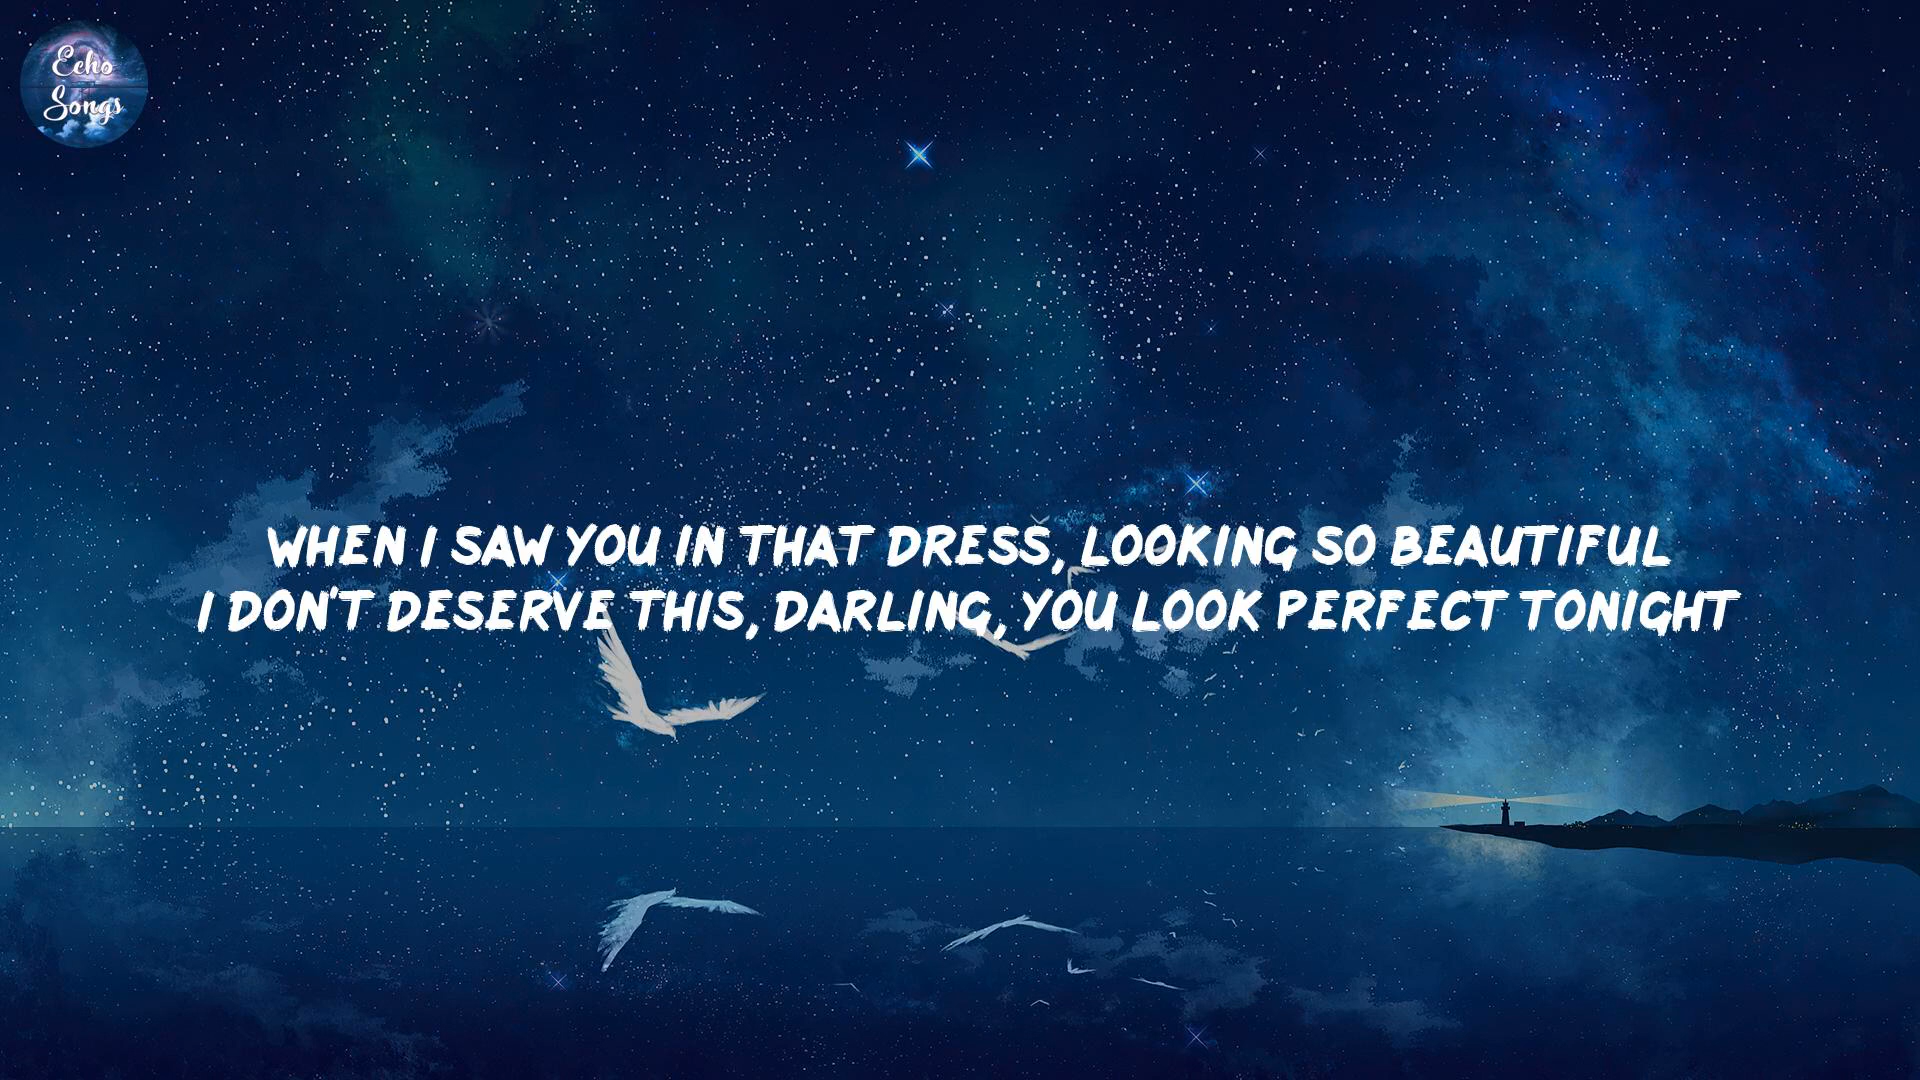 Echo
Songs
WHEN I SAW YOU IN THAT DRESS, LOOKING SO BEAUTIFUL
I DON'T DESERVE THIS, DARLING, YOU LOOK PERFECT TONIGHT